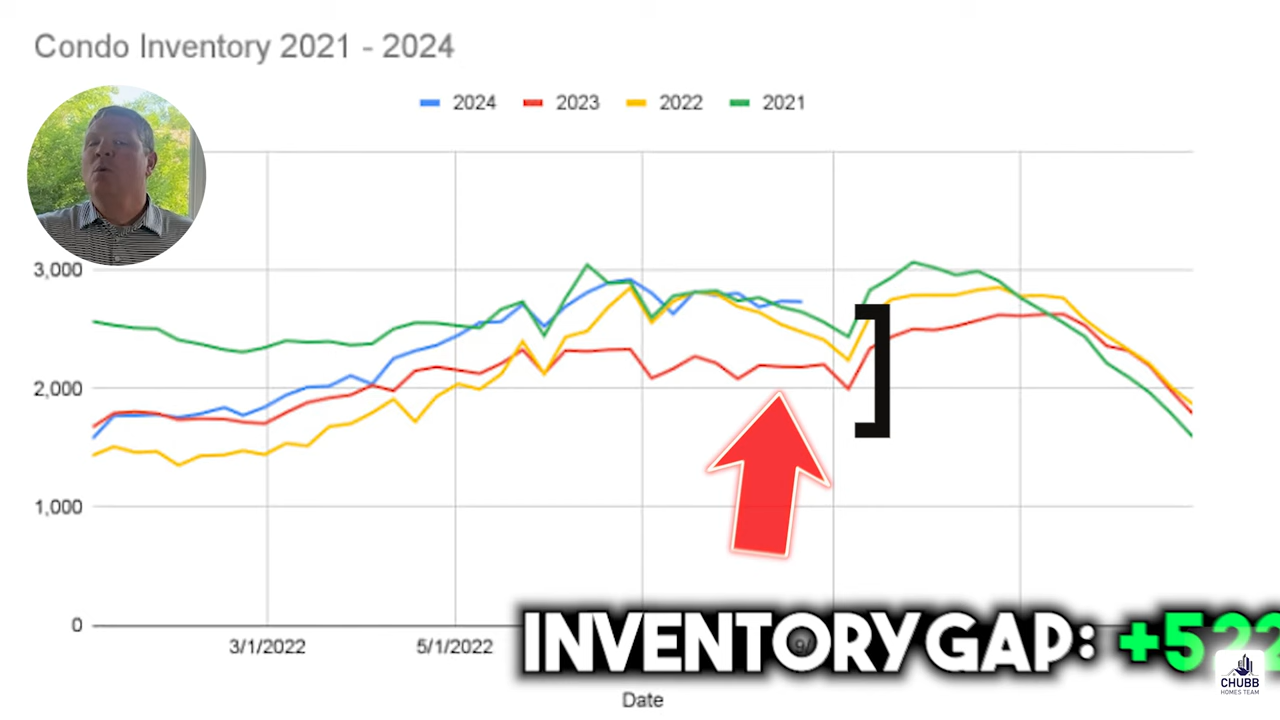 Condo Inventory 2021 - 2024
2024 2023 2022 2021
3,000
2,000
1,000
0
3/1/2022 5/1/2022
INVENTORY GAP: +522
Date
CHUBB
HOMES TEAM